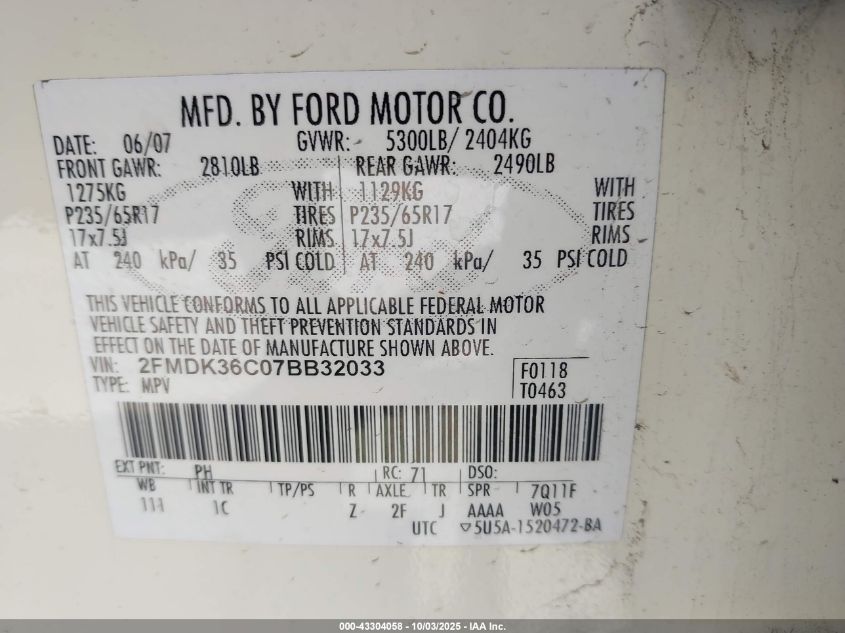 MFD. BY FORD MOTOR CO.
DATE: 06/07 GVWR: 5300LB/ 2404KG
FRONT GAWR: 2810LB REAR GAWR: 2490LB
1275KG WITH 1129KG WITH
P235/65R17 TIRES P235/65R17 TIRES
17x7.5J RIMS 17x7.5J RIMS
AT 240 kPa/ 35 PSI COLD AT 240 kPa/ 35 PSI COLD
THIS VEHICLE CONFORMS TO ALL APPLICABLE FEDERAL MOTOR
VEHICLE SAFETY AND THEFT PREVENTION STANDARDS IN
EFFECT ON THE DATE OF MANUFACTURE SHOWN ABOVE.
VIN: 2FMDK36C07BB32033 F0118
TYPE: MPV T0463
EXT PNT: PH RC: 71 DSO:
WB INT TR TP/PS R AXLE TR SPR 7Q11F
111 1C Z 2F J AAAA W05
UTC ▽5U5A-1520472-BA
000-43304058 - 10/03/2025 - IAA Inc.